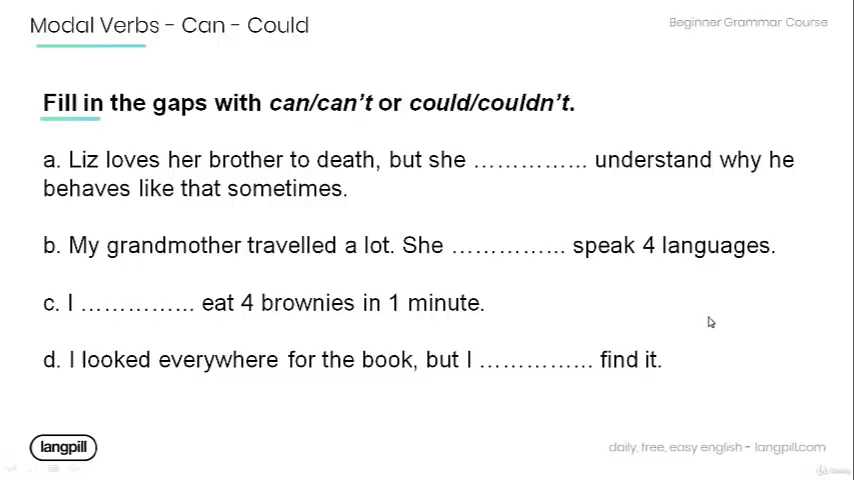 Modal Verbs - Can - Could
Beginner Grammar Course
Fill in the gaps with can/can't or could/couldn't.
a. Liz loves her brother to death, but she …………... understand why he
behaves like that sometimes.
b. My grandmother travelled a lot. She …………... speak 4 languages.
c. I …………... eat 4 brownies in 1 minute.
d. I looked everywhere for the book, but I …………... find it.
langpill
daily, free, easy english - langpill.com